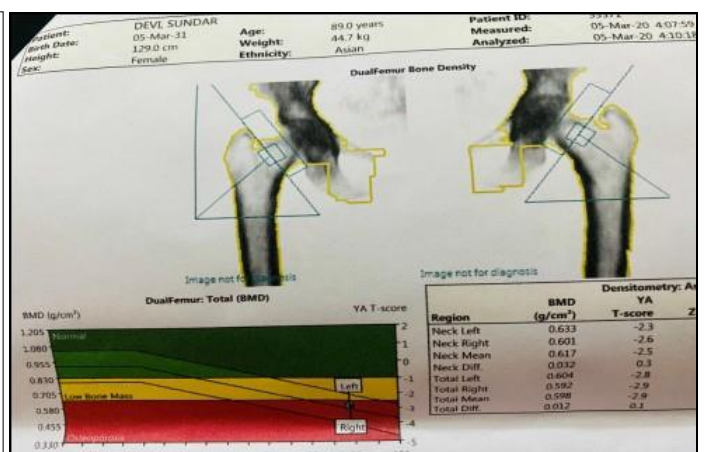 Patient: DEVI, SUNDAR
Birth Date: 05-Mar-31
Height: 129.0 cm
Sex: Female
Age: 89.0 years
Weight: 44.7 kg
Ethnicity: Asian
Patient ID:
Measured: 05-Mar-20 4:07:59
Analyzed: 05-Mar-20 4:10:18
DualFemur Bone Density
Image not for diagnosis
Image not for diagnosis
DualFemur: Total (BMD)
BMD (g/cm²)
YA T-score
1.205
1.080
0.955
0.830
0.705
0.580
0.455
0.330
Normal
Low Bone Mass
Osteoporosis
Left
Right
2
1
0
-1
-2
-3
-4
-5
Densitometry:
Region BMD (g/cm²) YA T-score Z
Neck Left 0.633 -2.3
Neck Right 0.601 -2.6
Neck Mean 0.617 -2.5
Neck Diff. 0.032 0.3
Total Left 0.604 -2.8
Total Right 0.592 -2.9
Total Mean 0.598 -2.9
Total Diff. 0.012 0.1